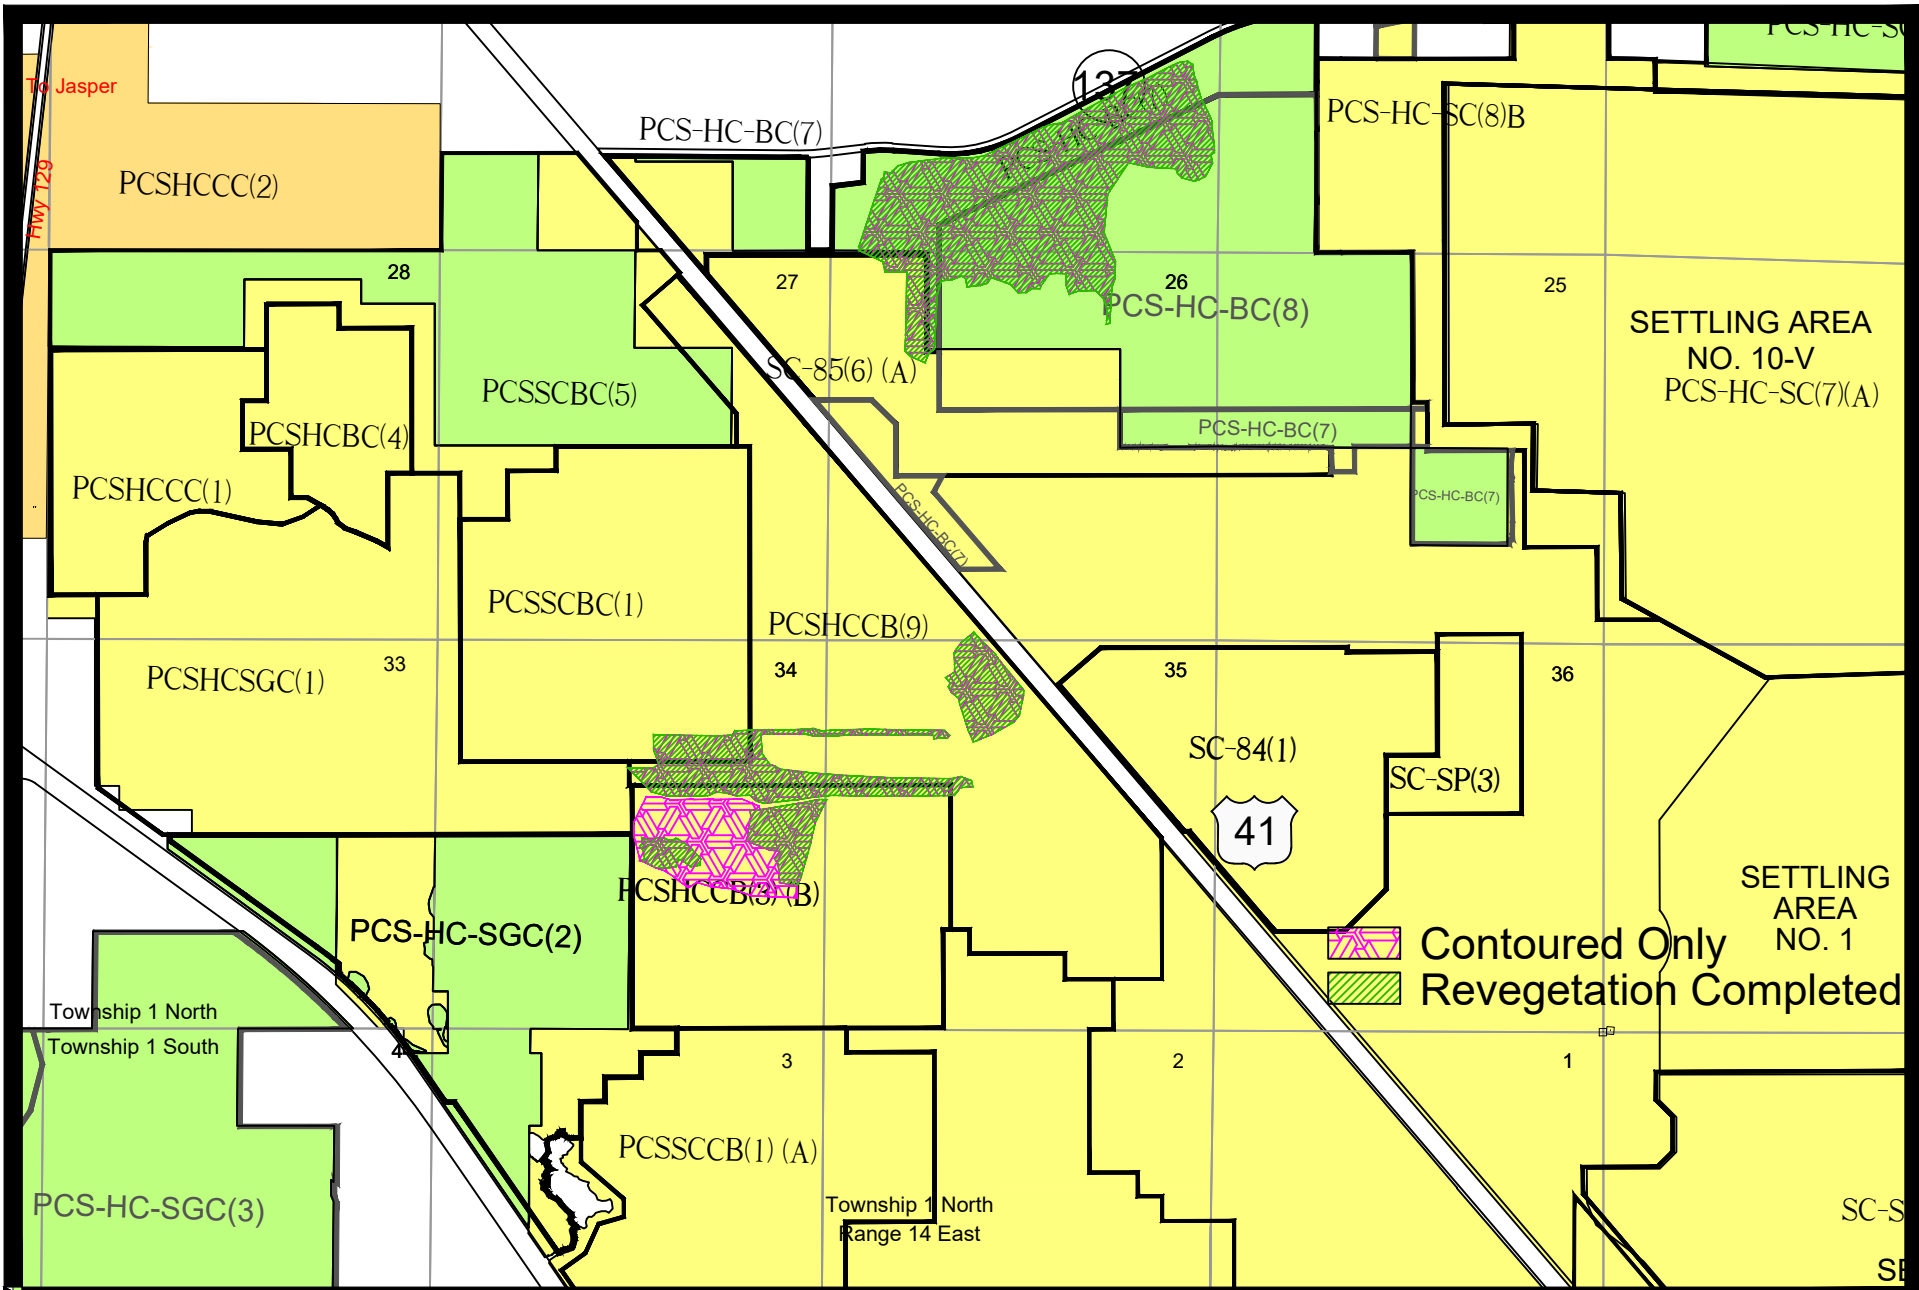 PCS-HC-SC
137
To Jasper
PCS-HC-SC(8)B
PCS-HC-BC(7)
PCSHCCC(2)
Hwy 129
28
27
26
25
PCS-HC-BC(8)
SETTLING AREA
NO. 10-V
PCS-HC-SC(7)(A)
SC-85(6) (A)
PCSSCBC(5)
PCSHCBC(4)
PCS-HC-BC(7)
PCSHCCC(1)
PCS-HC-BC(7)
PCS-HC-BC(7)
PCSSCBC(1)
PCSHCCB(9)
33
34
35
36
PCSHCSGC(1)
SC-84(1)
SC-SP(3)
41
SETTLING
AREA
NO. 1
PCSHCCB(3) (B)
PCS-HC-SGC(2)
Contoured Only
Revegetation Completed
Township 1 North
Township 1 South
4
3
2
1
PCSSCCB(1) (A)
PCS-HC-SGC(3)
Township 1 North
Range 14 East
SC-S
SE